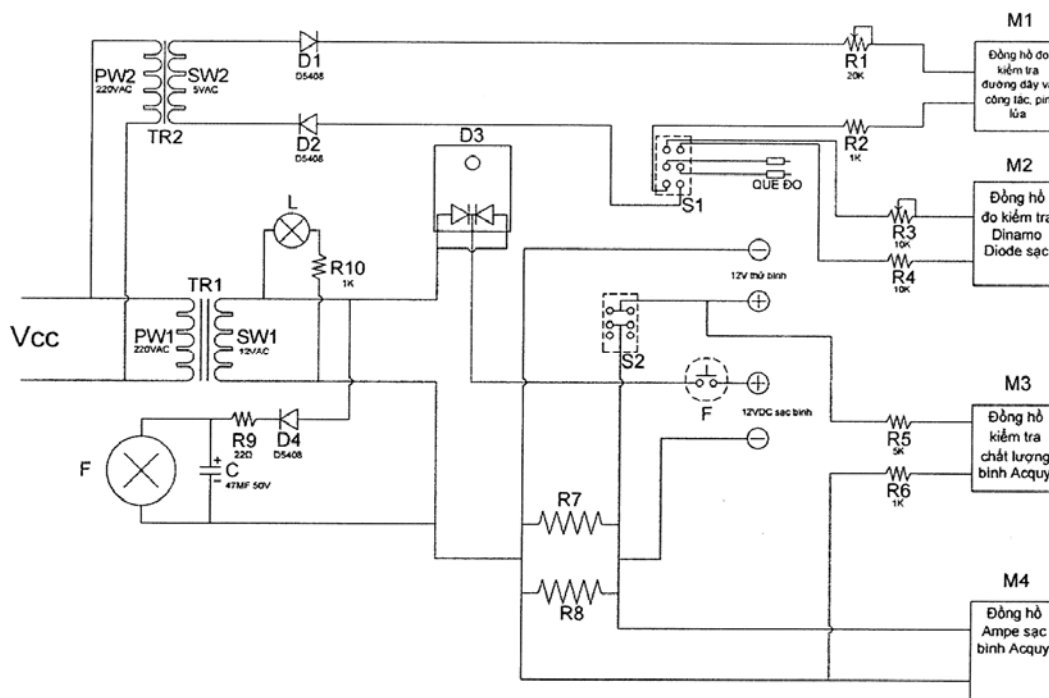 M1
Đồng hồ đo
kiểm tra
đường dây và
công tắc, pin
lửa
PW2
220VAC
SW2
5VAC
TR2
D1
D5408
D2
D5408
R1
20K
R2
1K
D3
S1
QUE ĐO
M2
Đồng hồ
đo kiểm tra
Dinamo
Diode sạc
R3
10K
R4
10K
L
R10
1K
12V thử bình
TR1
Vcc
PW1
220VAC
SW1
12VAC
S2
F
12VDC sạc bình
M3
Đồng hồ
kiểm tra
chất lượng
bình Acquy
R5
5K
R6
1K
R9
22Ω
D4
D5408
F
C
47MF 50V
R7
R8
M4
Đồng hồ
Ampe sạc
bình Acquy